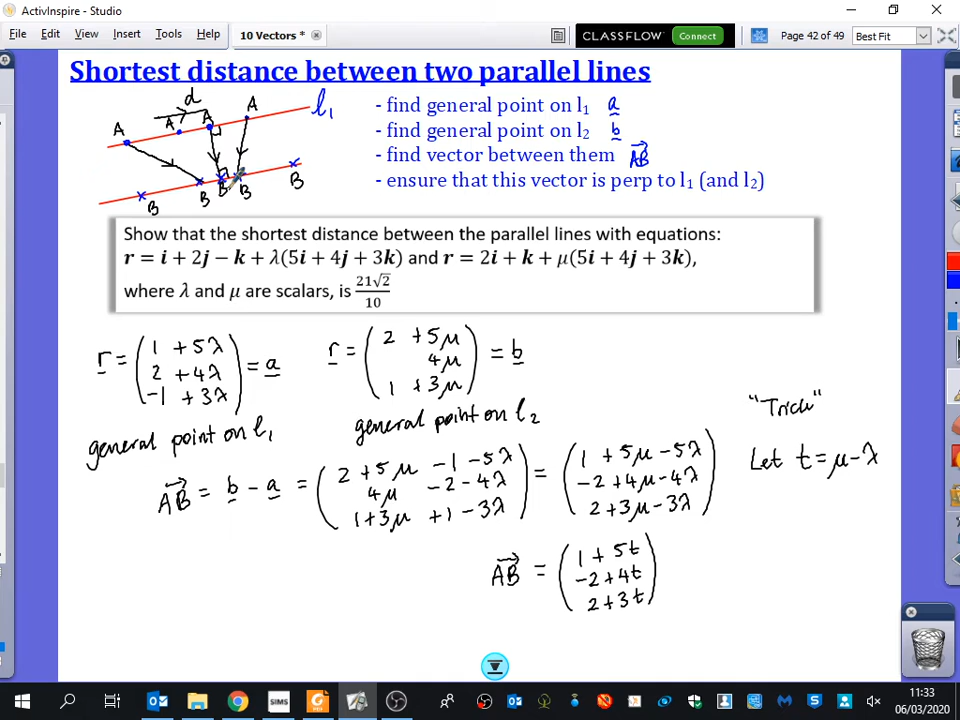 ActivInspire - Studio
File Edit View Insert Tools Help
10 Vectors *
CLASSFLOW Connect
Page 42 of 49
Best Fit
Shortest distance between two parallel lines
d
A A A A l₁
B B B B B
- find general point on l₁ a
- find general point on l₂ b
- find vector between them AB
- ensure that this vector is perp to l₁ (and l₂)
Show that the shortest distance between the parallel lines with equations:
r = i + 2j − k + λ(5i + 4j + 3k) and r = 2i + k + μ(5i + 4j + 3k),
where λ and μ are scalars, is 21√2/10
r = (1 + 5λ, 2 + 4λ, -1 + 3λ) = a
r = (2 + 5μ, 4μ, 1 + 3μ) = b
general point on l₁
general point on l₂
"Trick"
Let t = μ - λ
AB = b - a = (2 + 5μ - 1 - 5λ, 4μ - 2 - 4λ, 1 + 3μ + 1 - 3λ) = (1 + 5μ - 5λ, -2 + 4μ - 4λ, 2 + 3μ - 3λ)
AB = (1 + 5t, -2 + 4t, 2 + 3t)
SIMS
11:33
06/03/2020